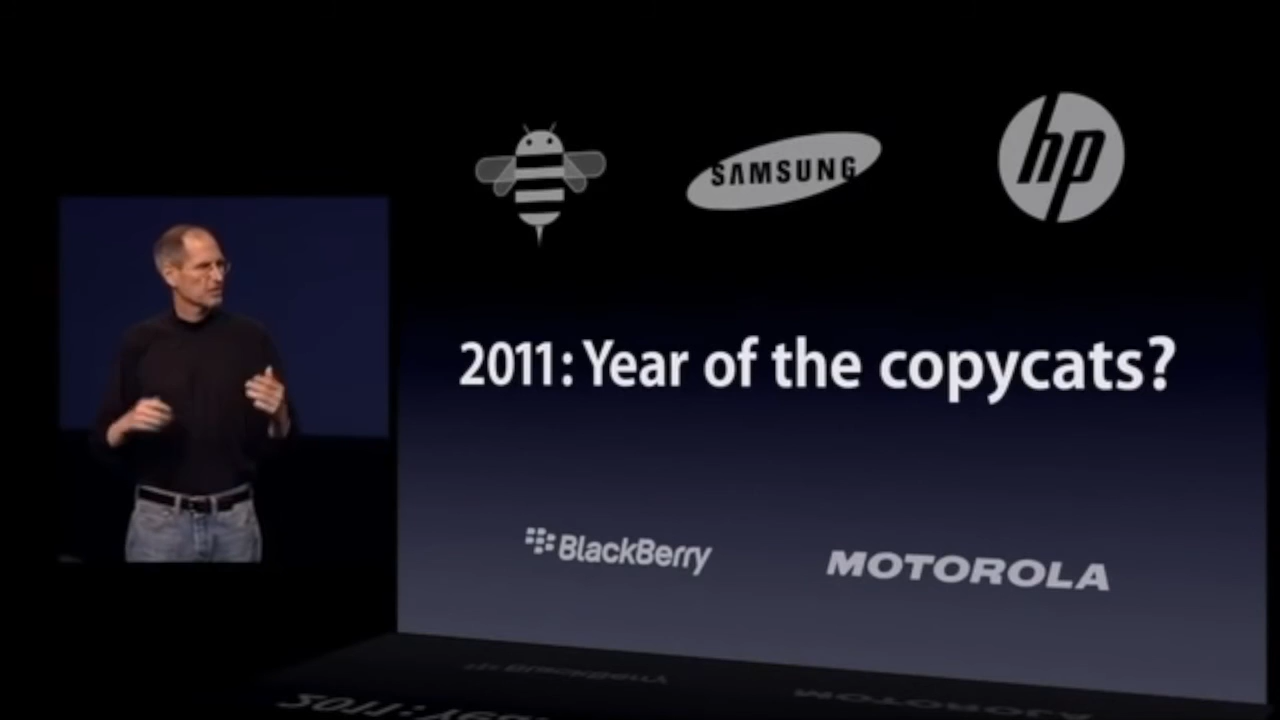 SAMSUNG
hp
2011: Year of the copycats?
BlackBerry
MOTOROLA